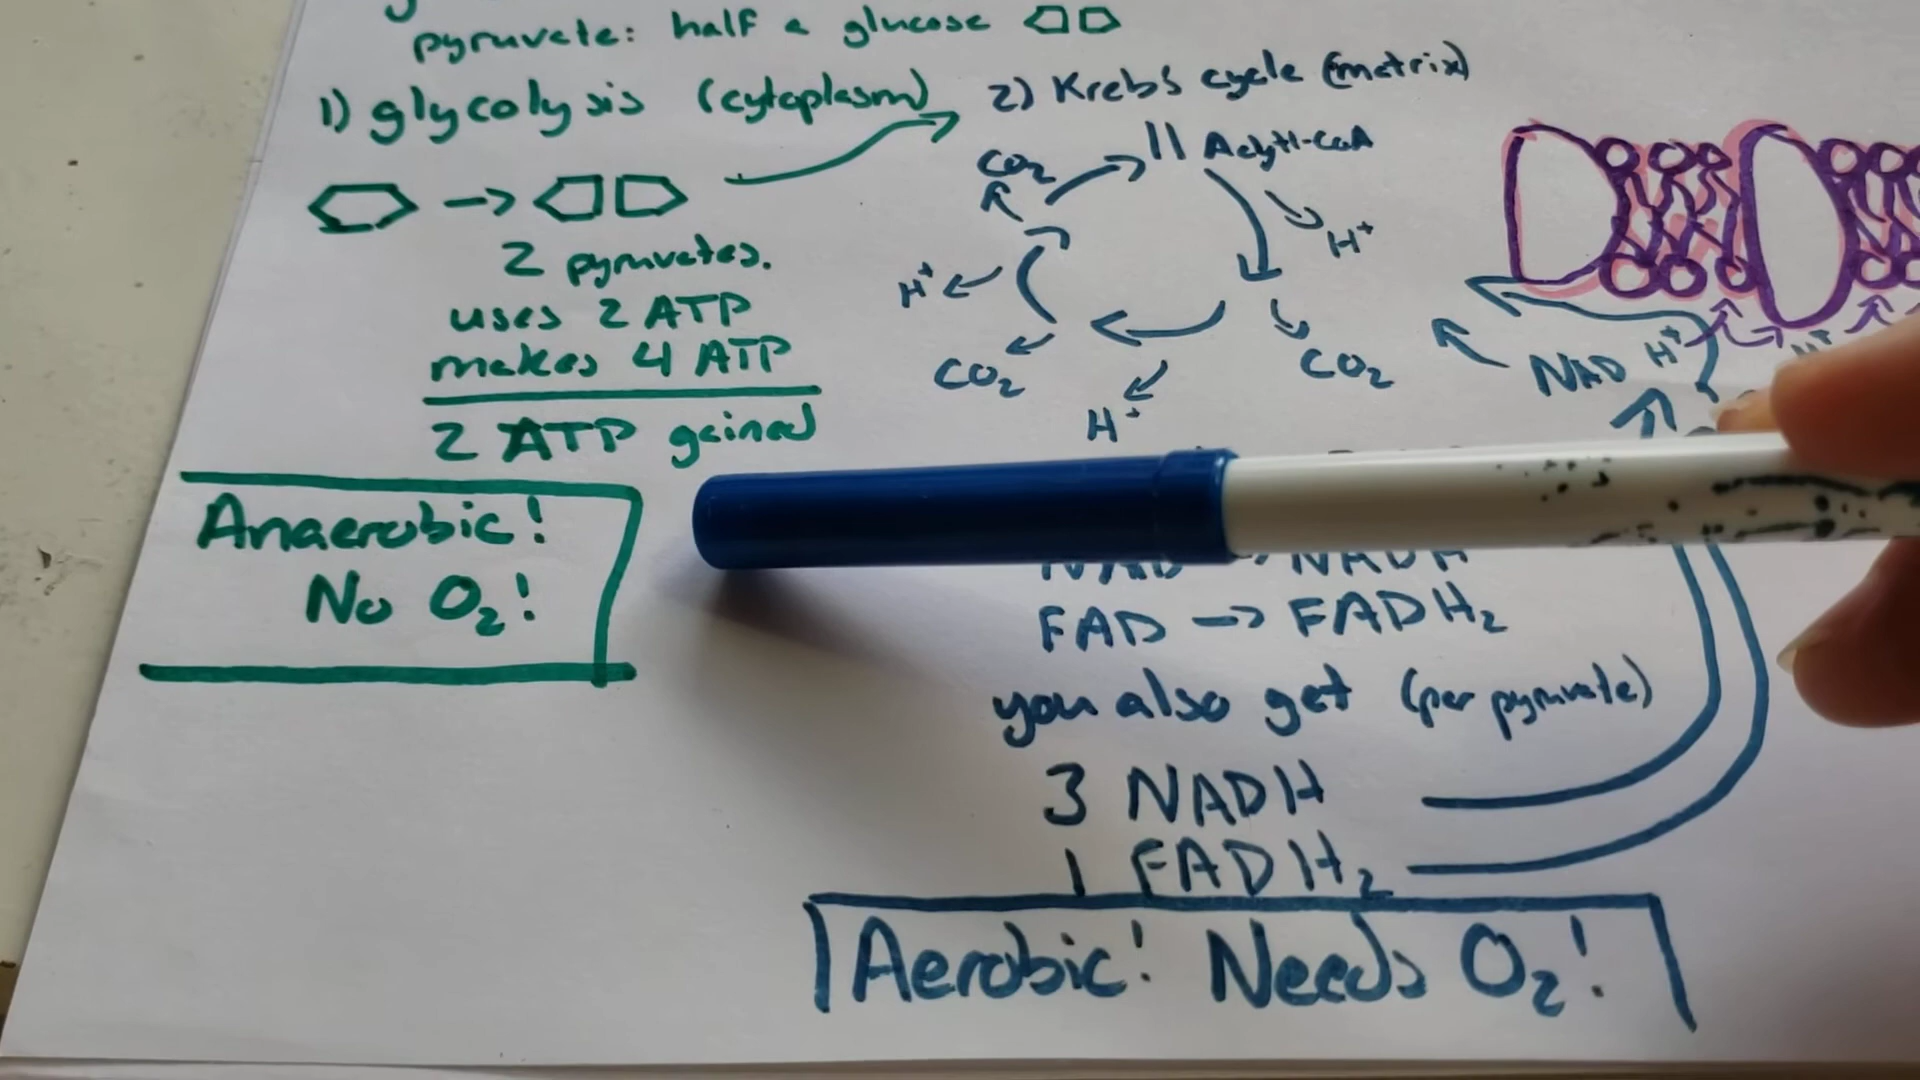 pyruvate: half a glucose
1) glycolysis (cytoplasm)
2 pyruvates.
uses 2 ATP
makes 4 ATP
2 ATP gained
Anaerobic!
No O2!
2) Krebs cycle (matrix)
CO2
H+
CO2
H+
CO2
H+
NAD H+
H+
NAD NADH
FAD -> FADH2
you also get (per pyruvate)
3 NADH
1 FADH2
Aerobic! Needs O2!